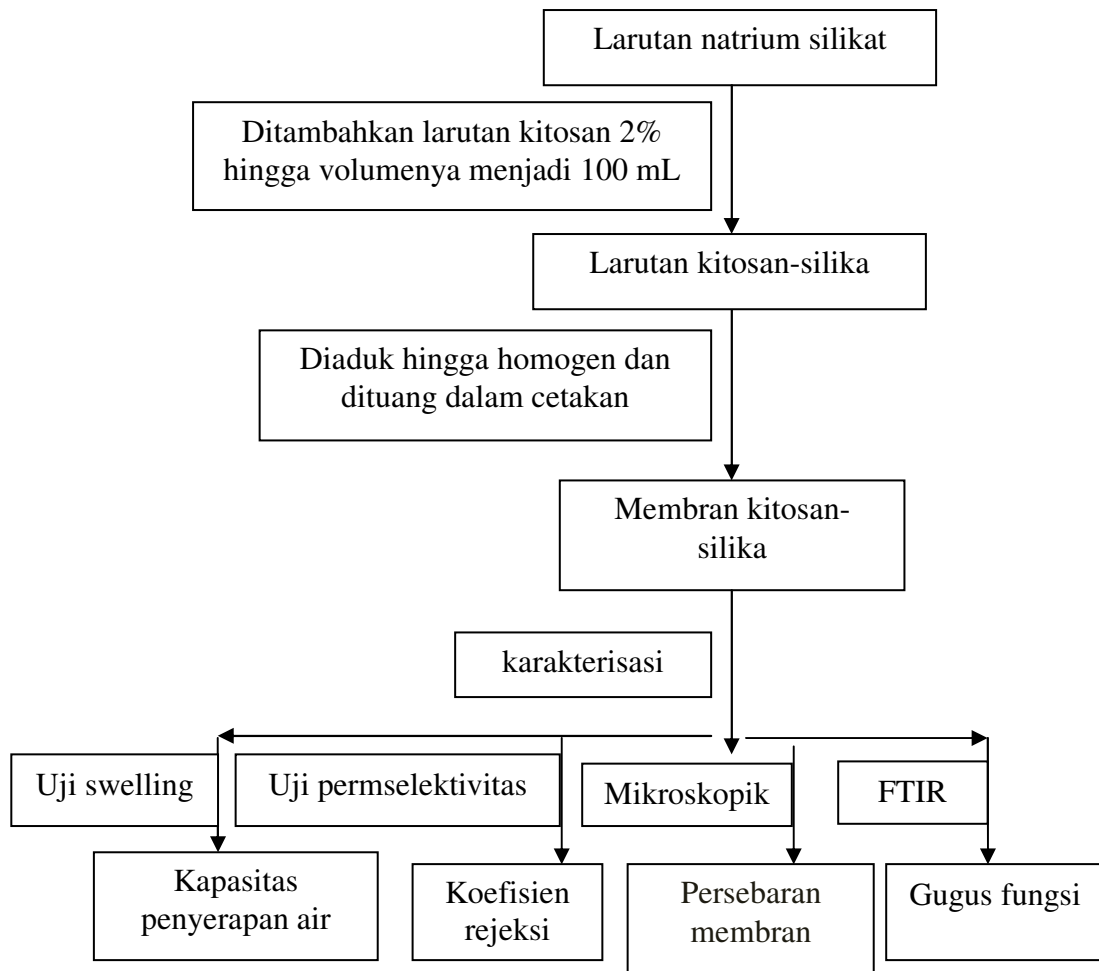 Larutan natrium silikat
Ditambahkan larutan kitosan 2%
hingga volumenya menjadi 100 mL
Larutan kitosan-silika
Diaduk hingga homogen dan
dituang dalam cetakan
Membran kitosan-
silika
karakterisasi
Uji swelling
Uji permselektivitas
Mikroskopik
FTIR
Kapasitas
penyerapan air
Koefisien
rejeksi
Persebaran
membran
Gugus fungsi